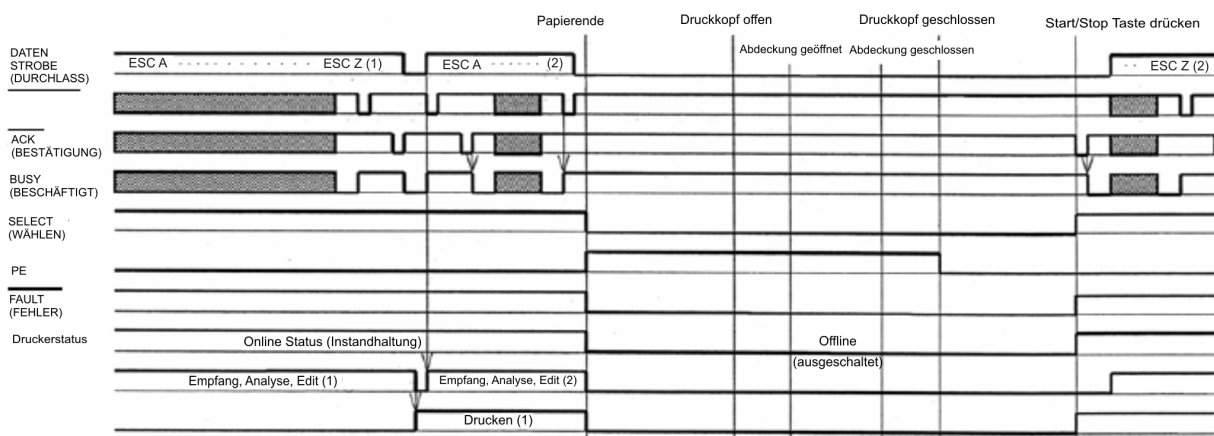 Papierende Druckkopf offen Druckkopf geschlossen Start/Stop Taste drücken
Abdeckung geöffnet Abdeckung geschlossen
DATEN
STROBE
(DURCHLASS)
ESC A ESC Z (1) ESC A (2) ESC Z (2)
ACK
(BESTÄTIGUNG)
BUSY
(BESCHÄFTIGT)
SELECT
(WÄHLEN)
PE
FAULT
(FEHLER)
Druckerstatus
Online Status (Instandhaltung) Offline
(ausgeschaltet)
Empfang, Analyse, Edit (1) Empfang, Analyse, Edit (2)
Drucken (1)